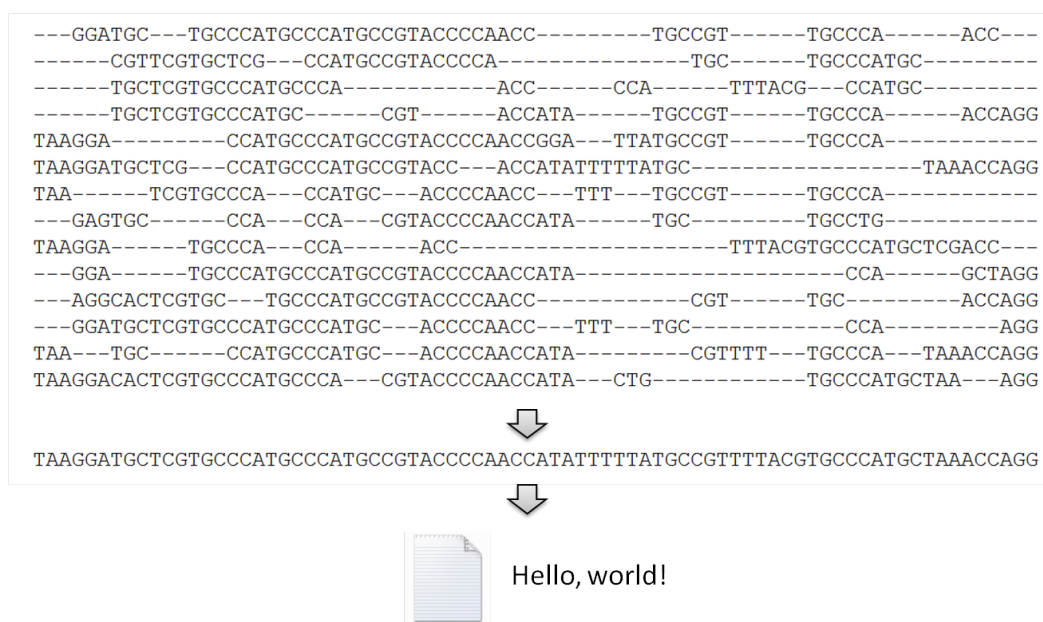 ---GGATGC---TGCCCATGCCCATGCCGTACCCCAACC---------TGCCGT------TGCCCA------ACC---
------CGTTCGTGCTCG---CCATGCCGTACCCCA---------------TGC------TGCCCATGC---------
------TGCTCGTGCCCATGCCCA------------ACC------CCA------TTTACG---CCATGC---------
------TGCTCGTGCCCATGC------CGT------ACCATA------TGCCGT------TGCCCA------ACCAGG
TAAGGA---------CCATGCCCATGCCGTACCCCAACCGGA---TTATGCCGT------TGCCCA------------
TAAGGATGCTCG---CCATGCCCATGCCGTACC---ACCATATTTTTATGC------------------TAAACCAGG
TAA------TCGTGCCCA---CCATGC---ACCCCAACC---TTT---TGCCGT------TGCCCA------------
---GAGTGC------CCA---CCA---CGTACCCCAACCATA------TGC---------TGCCTG------------
TAAGGA------TGCCCA---CCA------ACC---------------------TTTACGTGCCCATGCTCGACC---
---GGA------TGCCCATGCCCATGCCGTACCCCAACCATA---------------------CCA------GCTAGG
---AGGCACTCGTGC---TGCCCATGCCGTACCCCAACC------------CGT------TGC---------ACCAGG
---GGATGCTCGTGCCCATGCCCATGC---ACCCCAACC---TTT---TGC------------CCA---------AGG
TAA---TGC------CCATGCCCATGC---ACCCCAACCATA---------CGTTTT---TGCCCA---TAAACCAGG
TAAGGACACTCGTGCCCATGCCCA---CGTACCCCAACCATA---CTG------------TGCCCATGCTAA---AGG
TAAGGATGCTCGTGCCCATGCCCATGCCGTACCCCAACCATATTTTTATGCCGTTTTACGTGCCCATGCTAAACCAGG
Hello, world!